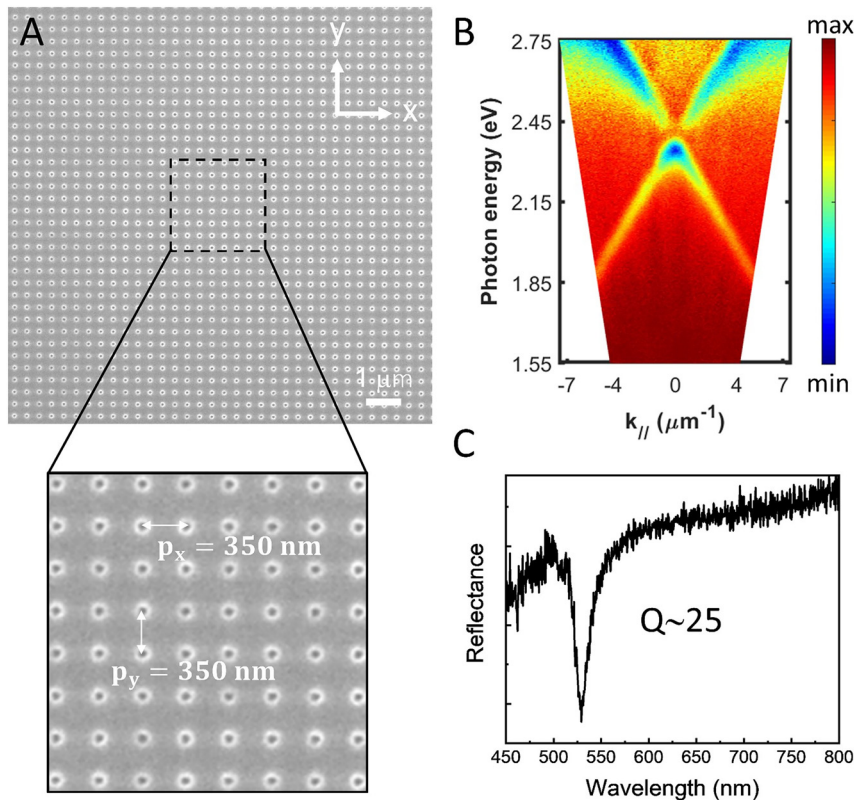 A
y
x
1 μm
pₓ = 350 nm
p_y = 350 nm
B
max
2.75
2.45
2.15
1.85
1.55
Photon energy (eV)
-7 -4 0 4 7
k// (μm⁻¹)
min
C
Reflectance
Q~25
450 500 550 600 650 700 750 800
Wavelength (nm)